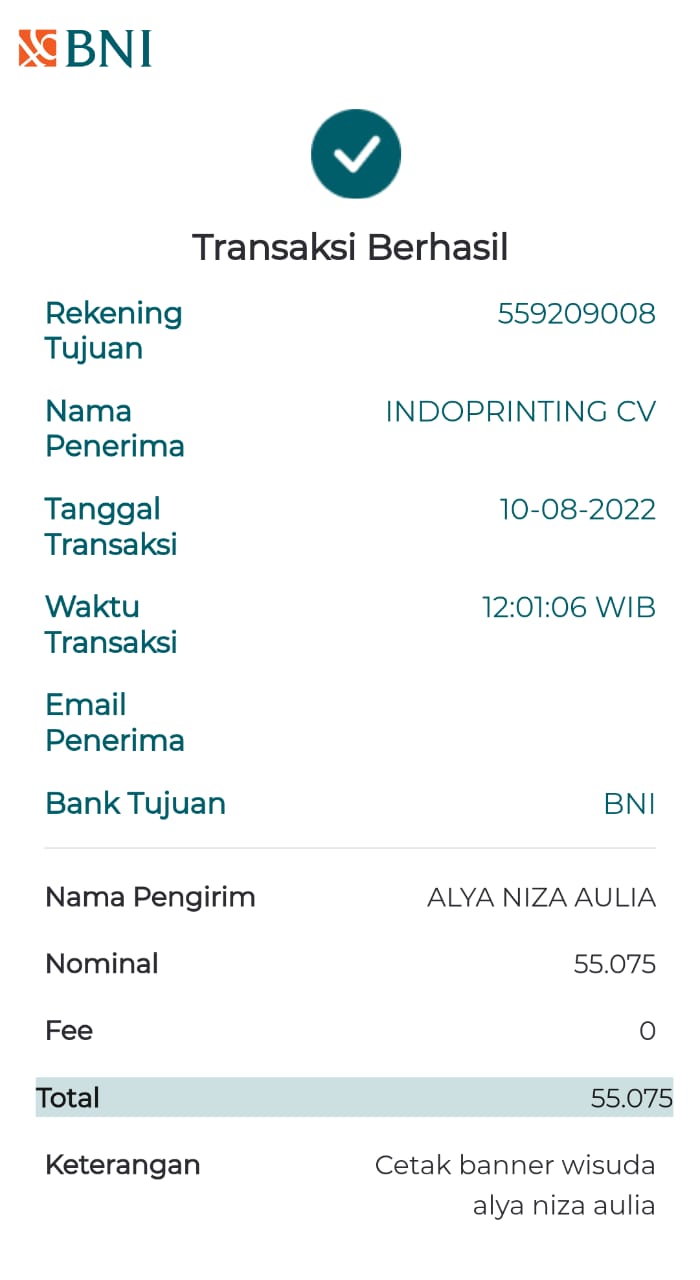 BNI
Transaksi Berhasil
Rekening Tujuan 559209008
Nama Penerima INDOPRINTING CV
Tanggal Transaksi 10-08-2022
Waktu Transaksi 12:01:06 WIB
Email Penerima
Bank Tujuan BNI
Nama Pengirim ALYA NIZA AULIA
Nominal 55.075
Fee 0
Total 55.075
Keterangan Cetak banner wisuda
alya niza aulia